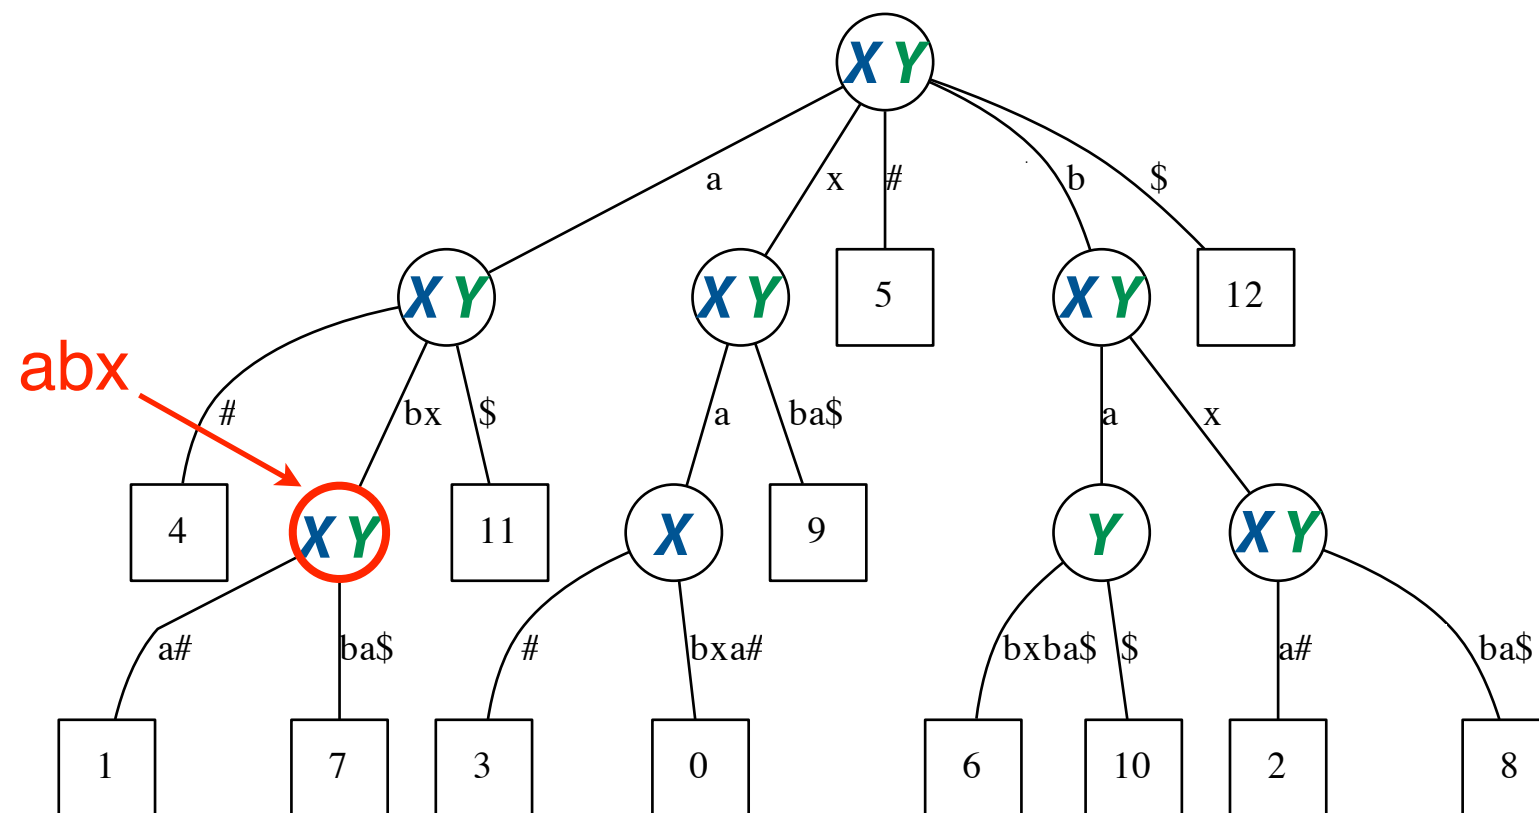 X Y
a x # b $
X Y X Y 5 X Y 12
abx
# bx $ a ba$ a x
4 X Y 11 X 9 Y X Y
a# ba$ # bxa# bxba$ $ a# ba$
1 7 3 0 6 10 2 8